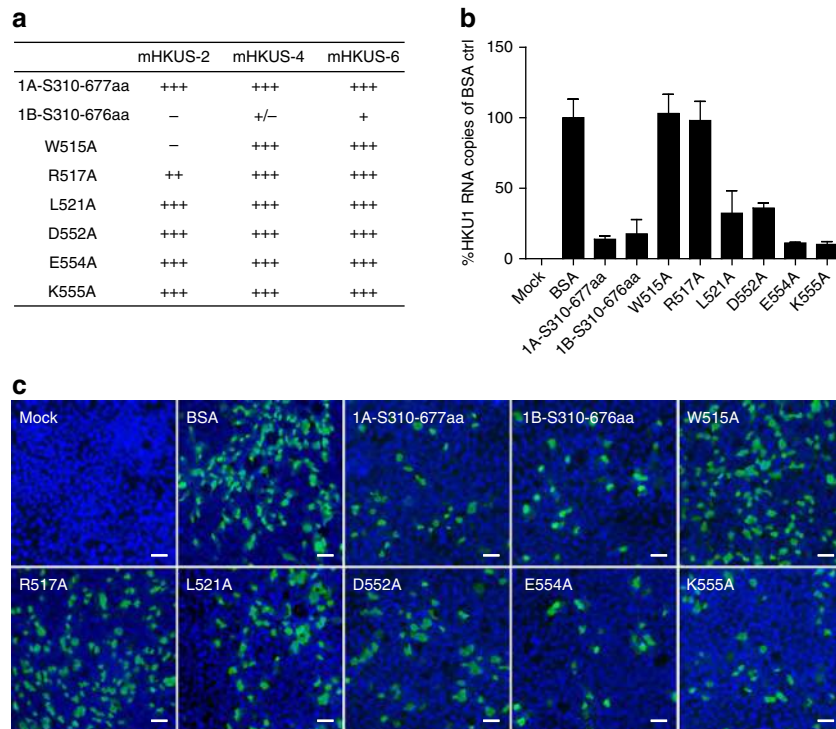 a
mHKUS-2 mHKUS-4 mHKUS-6
1A-S310-677aa +++ +++ +++
1B-S310-676aa – +/– +
W515A – +++ +++
R517A ++ +++ +++
L521A +++ +++ +++
D552A +++ +++ +++
E554A +++ +++ +++
K555A +++ +++ +++
b
%HKU1 RNA copies of BSA ctrl
150
100
50
0
Mock
BSA
1A-S310-677aa
1B-S310-676aa
W515A
R517A
L521A
D552A
E554A
K555A
c
Mock BSA 1A-S310-677aa 1B-S310-676aa W515A
R517A L521A D552A E554A K555A